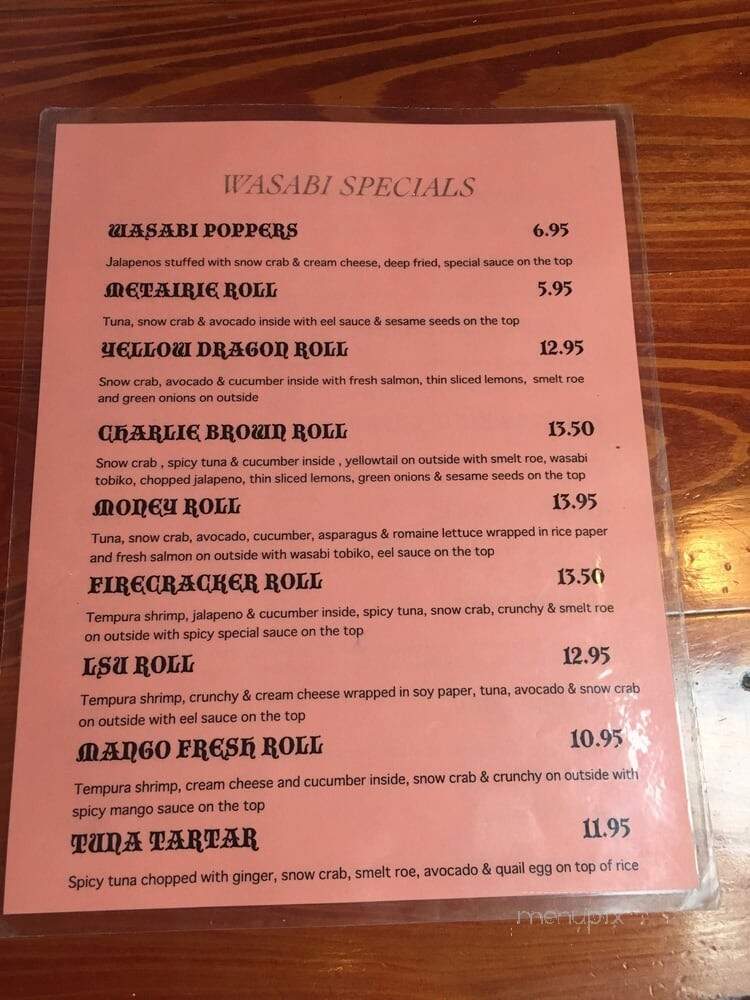 WASABI SPECIALS
WASABI POPPERS 6.95
Jalapenos stuffed with snow crab & cream cheese, deep fried, special sauce on the top
METAIRIE ROLL 5.95
Tuna, snow crab & avocado inside with eel sauce & sesame seeds on the top
YELLOW DRAGON ROLL 12.95
Snow crab, avocado & cucumber inside with fresh salmon, thin sliced lemons, smelt roe
and green onions on outside
CHARLIE BROWN ROLL 13.50
Snow crab , spicy tuna & cucumber inside , yellowtail on outside with smelt roe, wasabi
tobiko, chopped jalapeno, thin sliced lemons, green onions & sesame seeds on the top
MONEY ROLL 13.95
Tuna, snow crab, avocado, cucumber, asparagus & romaine lettuce wrapped in rice paper
and fresh salmon on outside with wasabi tobiko, eel sauce on the top
FIRECRACKER ROLL 13.50
Tempura shrimp, jalapeno & cucumber inside, spicy tuna, snow crab, crunchy & smelt roe
on outside with spicy special sauce on the top
LSU ROLL 12.95
Tempura shrimp, crunchy & cream cheese wrapped in soy paper, tuna, avocado & snow crab
on outside with eel sauce on the top
MANGO FRESH ROLL 10.95
Tempura shrimp, cream cheese and cucumber inside, snow crab & crunchy on outside with
spicy mango sauce on the top
TUNA TARTAR 11.95
Spicy tuna chopped with ginger, snow crab, smelt roe, avocado & quail egg on top of rice
menupix